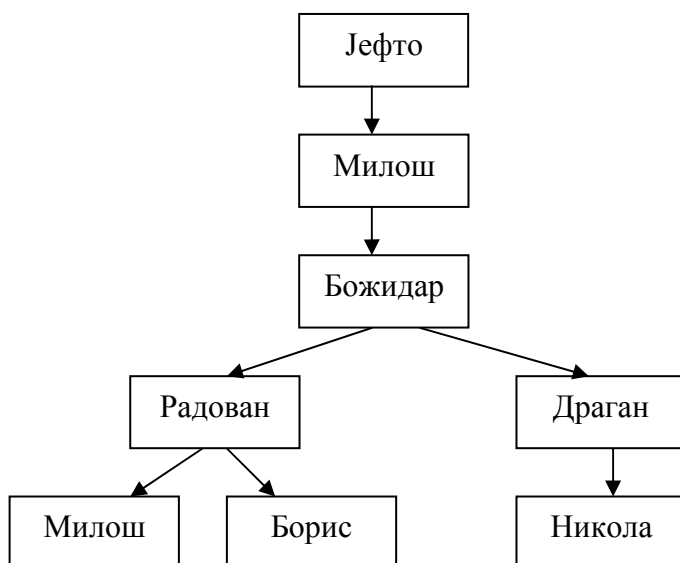 Јефто
Милош
Божидар
Радован
Драган
Милош
Борис
Никола